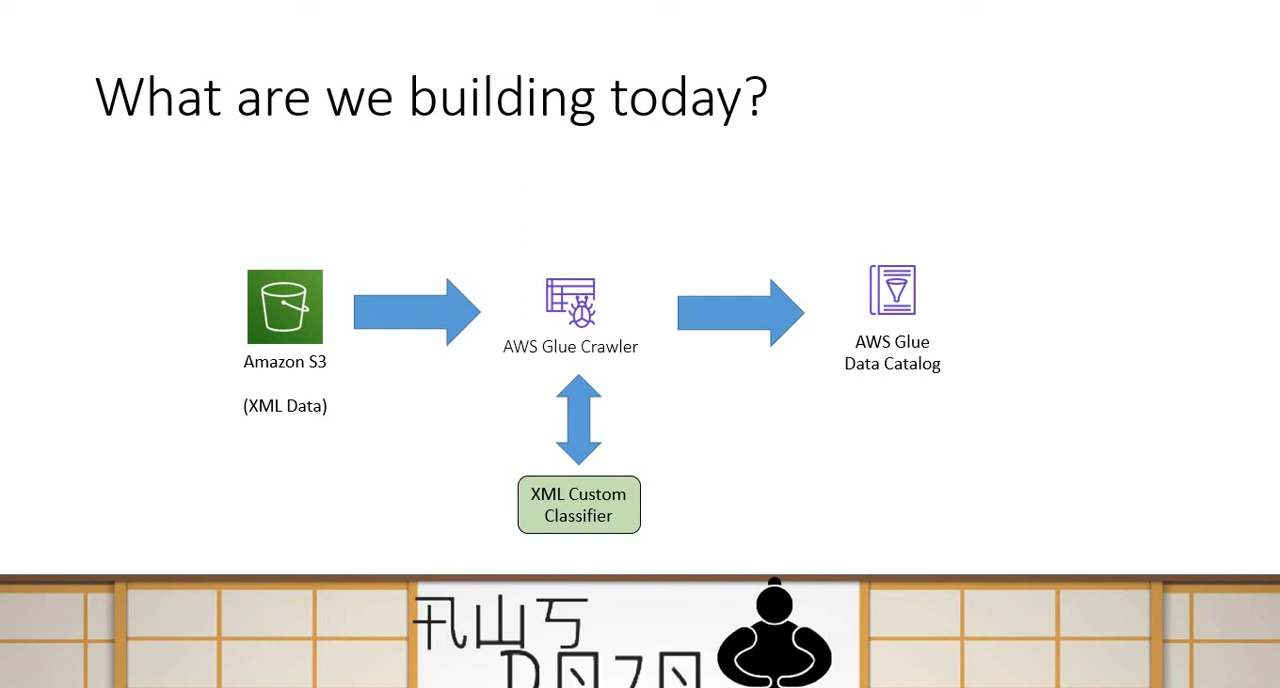 What are we building today?
Amazon S3
(XML Data)
AWS Glue Crawler
AWS Glue
Data Catalog
XML Custom
Classifier